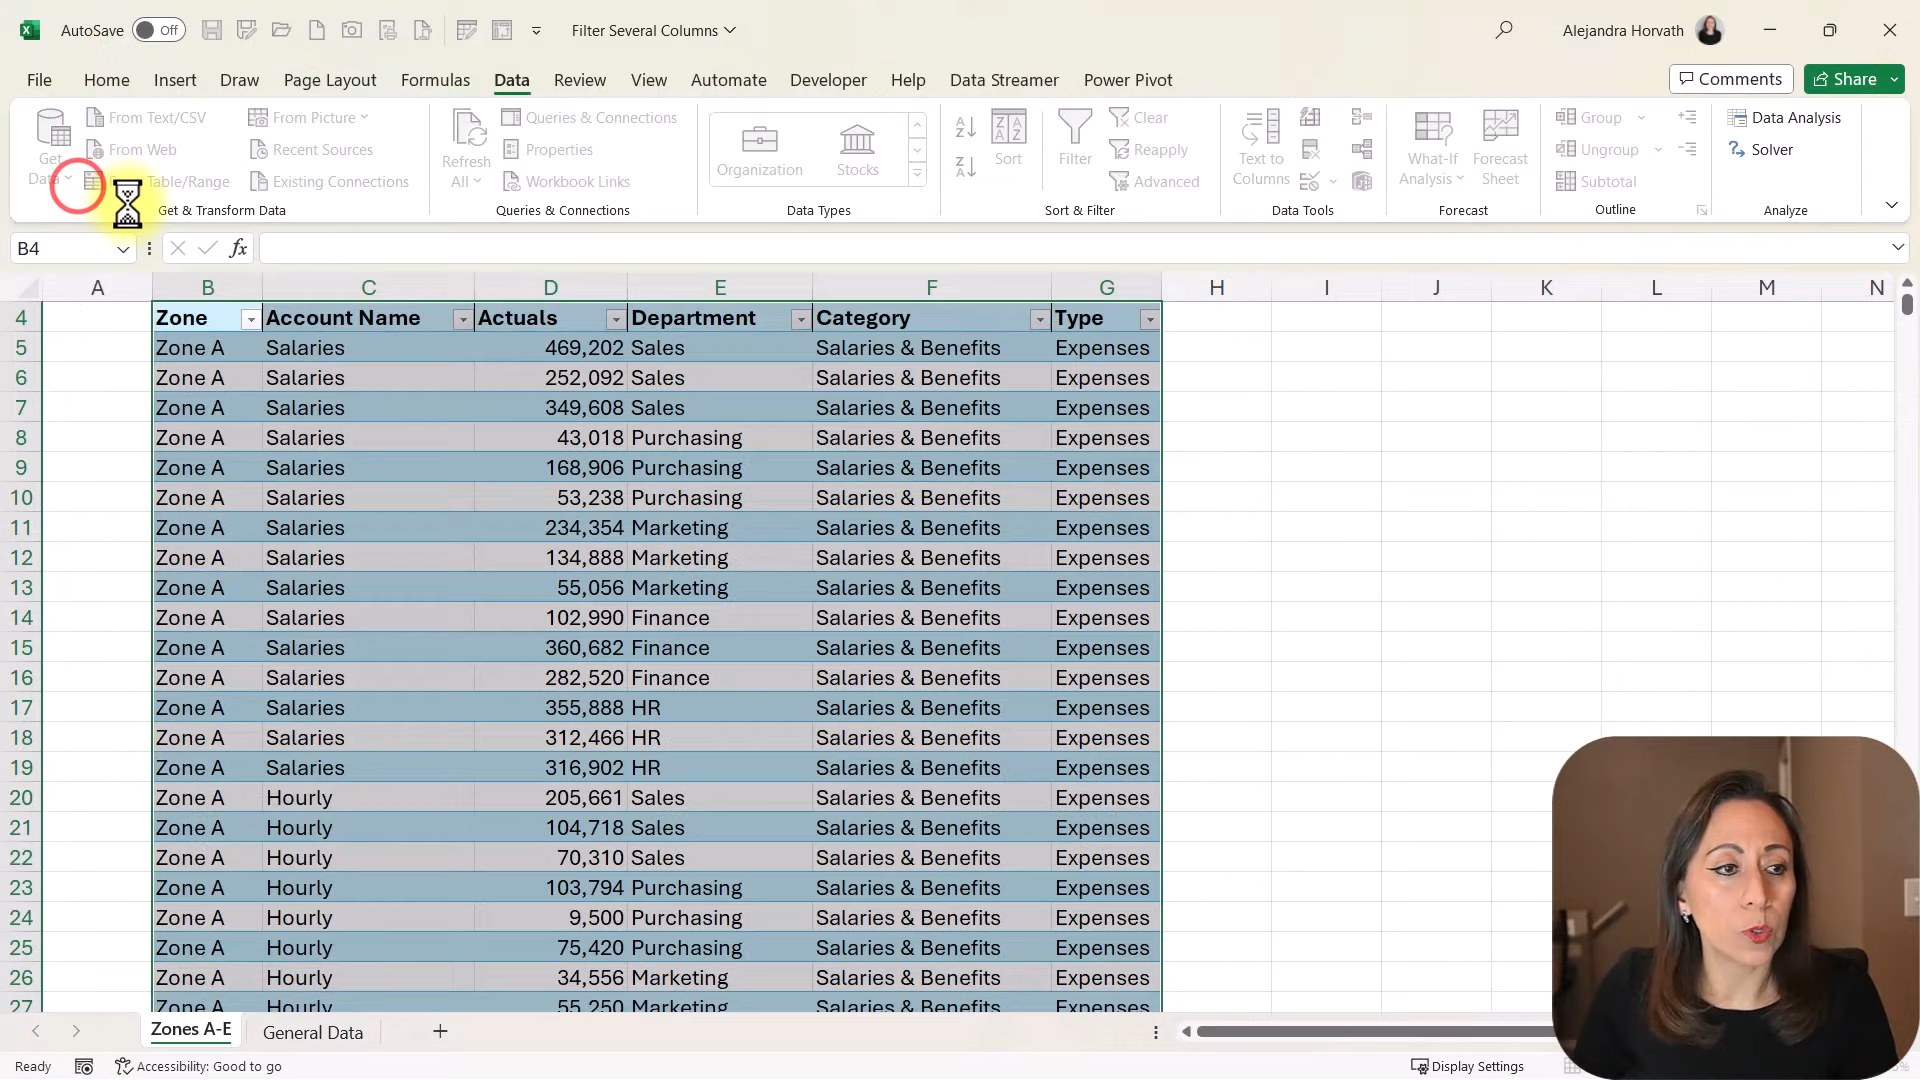 AutoSave Off Filter Several Columns Alejandra Horvath
File Home Insert Draw Page Layout Formulas Data Review View Automate Developer Help Data Streamer Power Pivot Comments Share
From Text/CSV From Picture Queries & Connections Clear Group Data Analysis
Get Data From Web Recent Sources Refresh All Properties Organization Stocks Sort Filter Reapply Text to Columns What-If Analysis Forecast Sheet Ungroup Solver
Table/Range Existing Connections Workbook Links Advanced Subtotal
Get & Transform Data Queries & Connections Data Types Sort & Filter Data Tools Forecast Outline Analyze
B4 fx
A B C D E F G H I J K L M N
4 Zone Account Name Actuals Department Category Type
5 Zone A Salaries 469,202 Sales Salaries & Benefits Expenses
6 Zone A Salaries 252,092 Sales Salaries & Benefits Expenses
7 Zone A Salaries 349,608 Sales Salaries & Benefits Expenses
8 Zone A Salaries 43,018 Purchasing Salaries & Benefits Expenses
9 Zone A Salaries 168,906 Purchasing Salaries & Benefits Expenses
10 Zone A Salaries 53,238 Purchasing Salaries & Benefits Expenses
11 Zone A Salaries 234,354 Marketing Salaries & Benefits Expenses
12 Zone A Salaries 134,888 Marketing Salaries & Benefits Expenses
13 Zone A Salaries 55,056 Marketing Salaries & Benefits Expenses
14 Zone A Salaries 102,990 Finance Salaries & Benefits Expenses
15 Zone A Salaries 360,682 Finance Salaries & Benefits Expenses
16 Zone A Salaries 282,520 Finance Salaries & Benefits Expenses
17 Zone A Salaries 355,888 HR Salaries & Benefits Expenses
18 Zone A Salaries 312,466 HR Salaries & Benefits Expenses
19 Zone A Salaries 316,902 HR Salaries & Benefits Expenses
20 Zone A Hourly 205,661 Sales Salaries & Benefits Expenses
21 Zone A Hourly 104,718 Sales Salaries & Benefits Expenses
22 Zone A Hourly 70,310 Sales Salaries & Benefits Expenses
23 Zone A Hourly 103,794 Purchasing Salaries & Benefits Expenses
24 Zone A Hourly 9,500 Purchasing Salaries & Benefits Expenses
25 Zone A Hourly 75,420 Purchasing Salaries & Benefits Expenses
26 Zone A Hourly 34,556 Marketing Salaries & Benefits Expenses
27 Zone A Hourly 55,250 Marketing Salaries & Benefits Expenses
Zones A-E General Data
Ready Accessibility: Good to go Display Settings